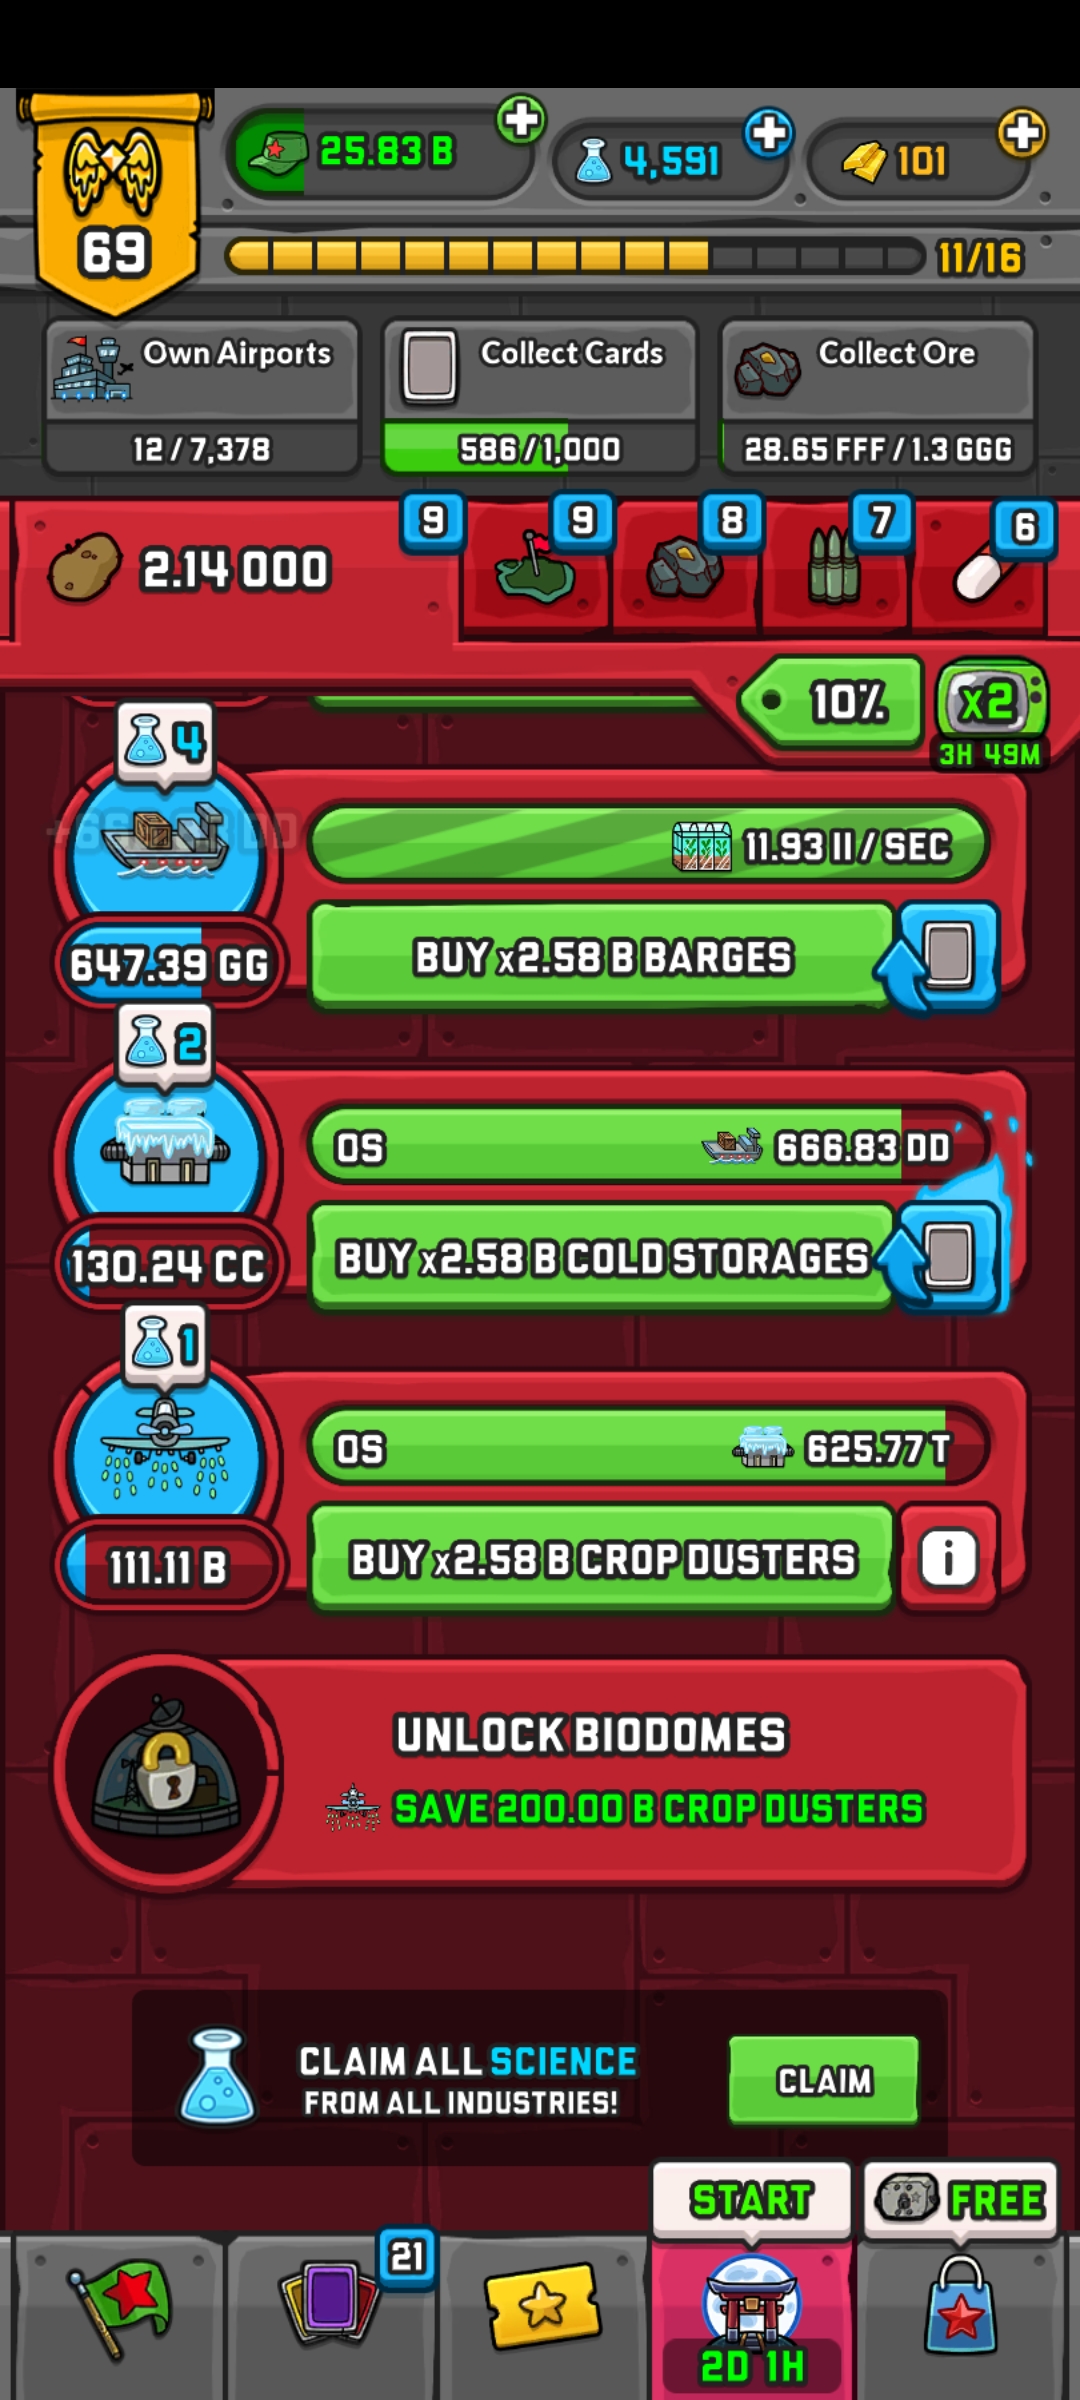 69
25.83 B
4,591
101
11/16
Own Airports
12 / 7,378
Collect Cards
586 / 1,000
Collect Ore
28.65 FFF / 1.3 GGG
2.14 000
9
9
8
7
6
10%
x2
3H 49M
4
11.93 II / SEC
BUY x2.58 B BARGES
647.39 GG
2
0S
666.83 DD
BUY x2.58 B COLD STORAGES
130.24 CC
1
0S
625.77 T
BUY x2.58 B CROP DUSTERS
111.11 B
i
UNLOCK BIODOMES
SAVE 200.00 B CROP DUSTERS
CLAIM ALL SCIENCE
FROM ALL INDUSTRIES!
CLAIM
START
FREE
21
2D 1H